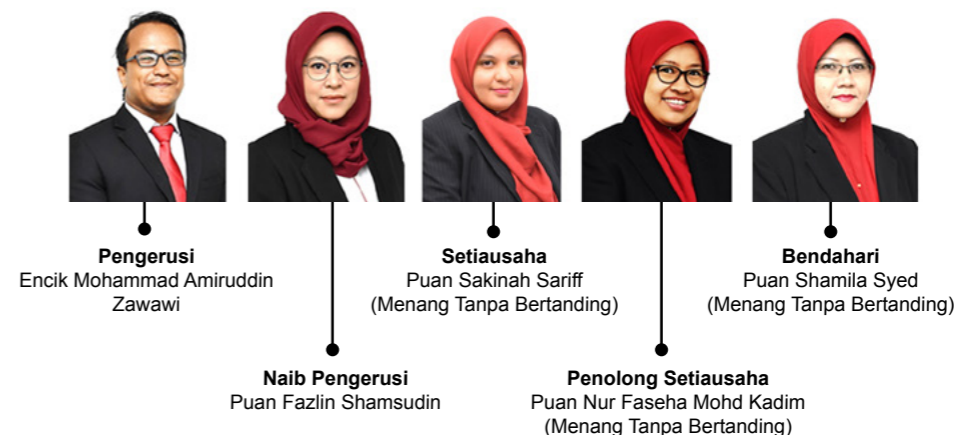 Pengerusi
Encik Mohammad Amiruddin
Zawawi
Setiausaha
Puan Sakinah Sariff
(Menang Tanpa Bertanding)
Bendahari
Puan Shamila Syed
(Menang Tanpa Bertanding)
Naib Pengerusi
Puan Fazlin Shamsudin
Penolong Setiausaha
Puan Nur Faseha Mohd Kadim
(Menang Tanpa Bertanding)